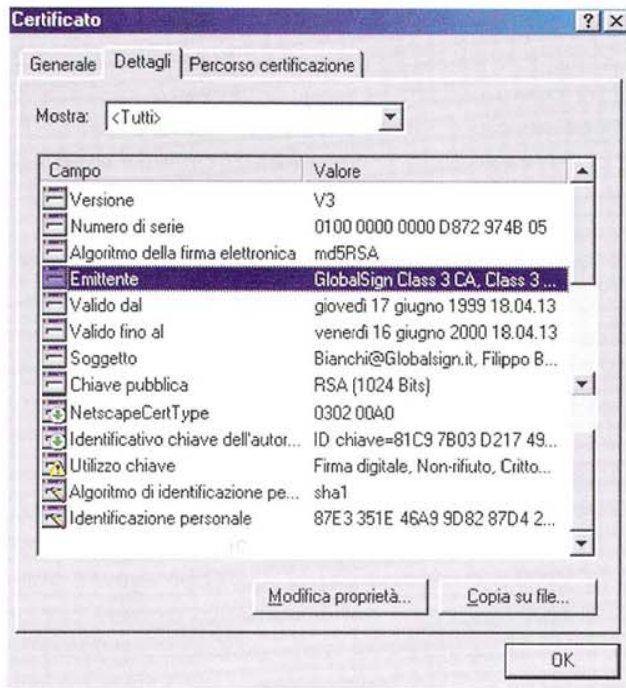 Certificato
Generale Dettagli Percorso certificazione
Mostra: <Tutti>
Campo Valore
Versione V3
Numero di serie 0100 0000 0000 D872 974B 05
Algoritmo della firma elettronica md5RSA
Emittente GlobalSign Class 3 CA, Class 3 ...
Valido dal giovedì 17 giugno 1999 18.04.13
Valido fino al venerdì 16 giugno 2000 18.04.13
Soggetto Bianchi@Globalsign.it, Filippo B...
Chiave pubblica RSA (1024 Bits)
NetscapeCertType 0302 00A0
Identificativo chiave dell'autor... ID chiave=81C9 7B03 D217 49...
Utilizzo chiave Firma digitale, Non-rifiuto, Critto...
Algoritmo di identificazione pe... sha1
Identificazione personale 87E3 351E 46A9 9D82 87D4 2...
Modifica proprietà... Copia su file...
OK